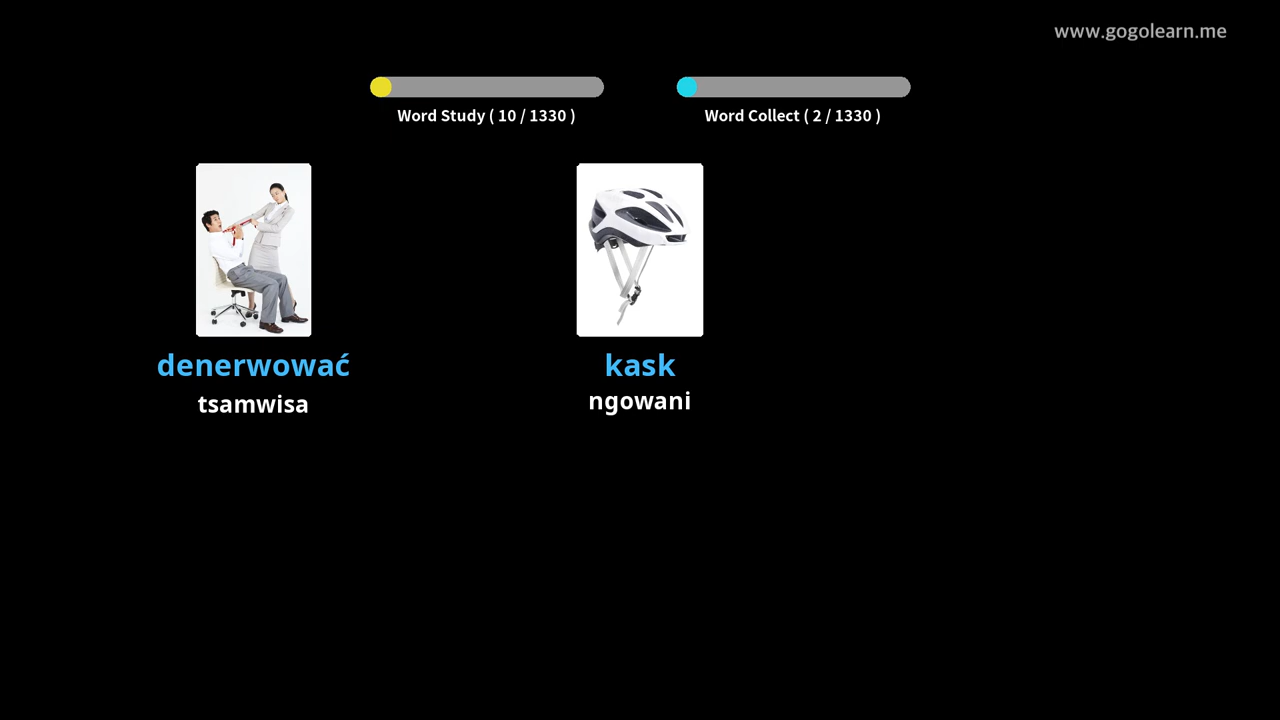 www.gogolearn.me
Word Study ( 10 / 1330 )
Word Collect ( 2 / 1330 )
denerwować
tsamwisa
kask
ngowani